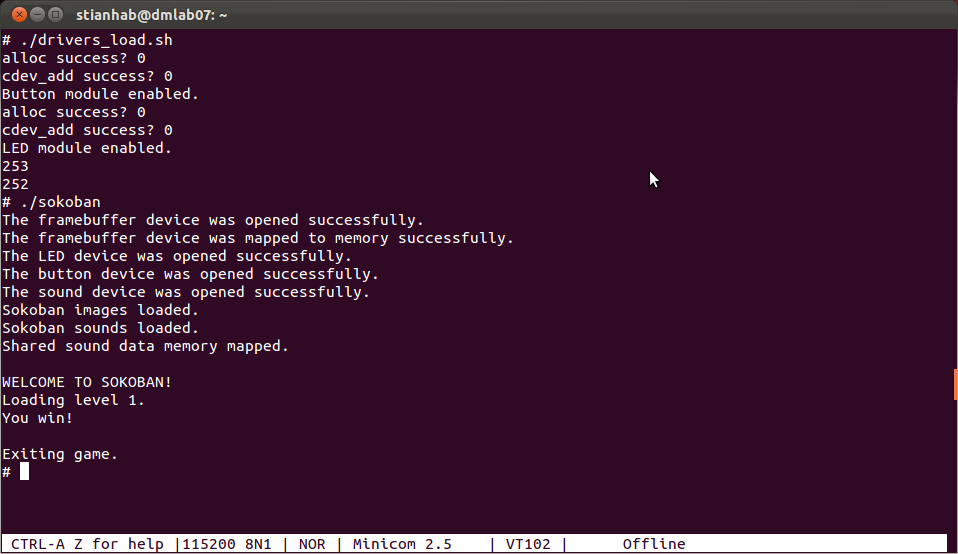 stianhab@dmlab07: ~
# ./drivers_load.sh
alloc success? 0
cdev_add success? 0
Button module enabled.
alloc success? 0
cdev_add success? 0
LED module enabled.
253
252
# ./sokoban
The framebuffer device was opened successfully.
The framebuffer device was mapped to memory successfully.
The LED device was opened successfully.
The button device was opened successfully.
The sound device was opened successfully.
Sokoban images loaded.
Sokoban sounds loaded.
Shared sound data memory mapped.
WELCOME TO SOKOBAN!
Loading level 1.
You win!
Exiting game.
#
CTRL-A Z for help |115200 8N1 | NOR | Minicom 2.5 | VT102 | Offline